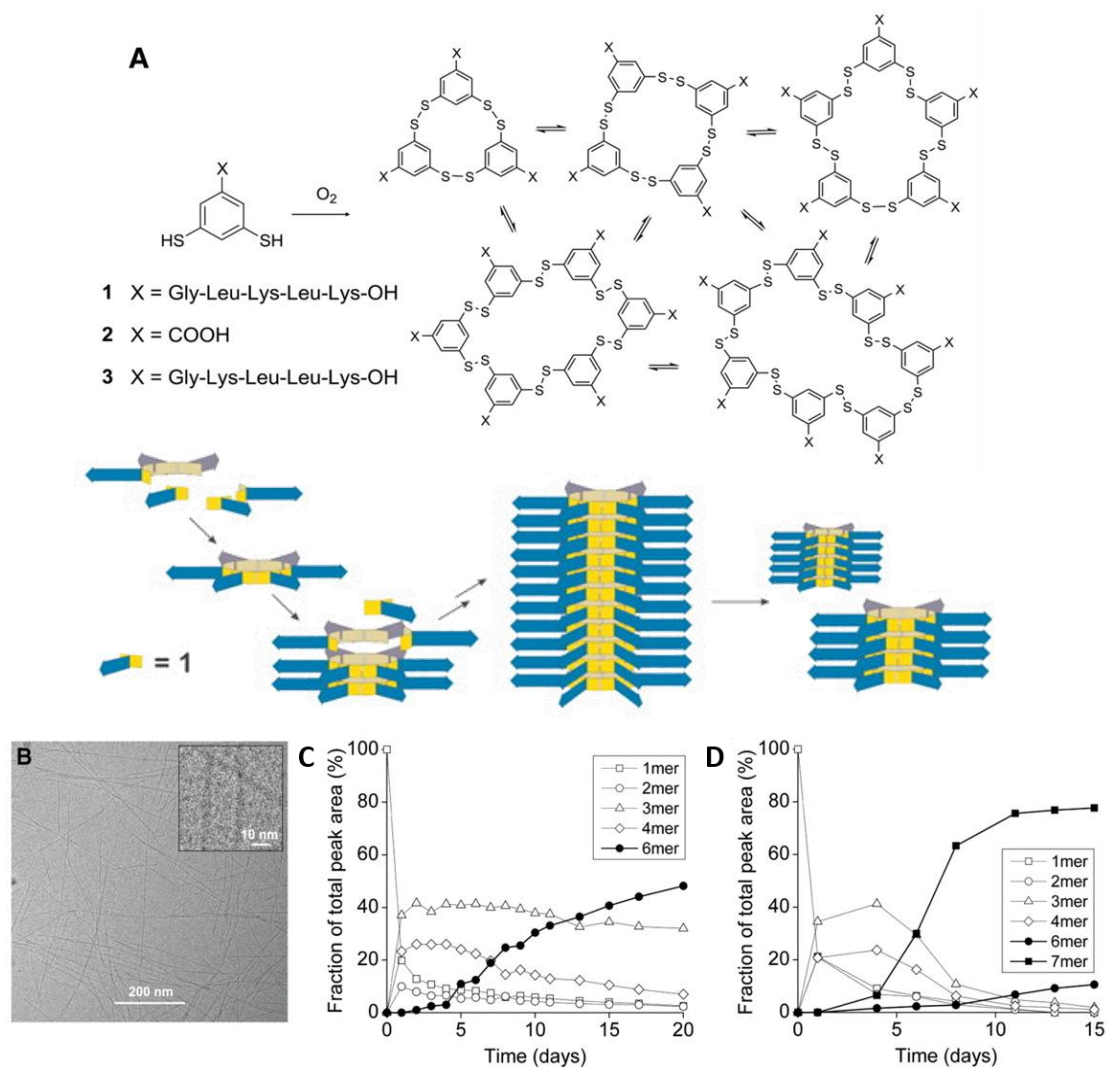 A
X
S
S
S
S
X
S–S
X
X
S–S
X
S
S
S
S
X
S–S
X
X
S
S
S
S
X
X
S
S
S
S
X
S–S
X
X
HS
SH
O2
X
X
S-S
S
S
S
S
X
X
S
S
S
S
S-S
X
X
X
X
S
S
S
S
X
X
S
S
S
S
X
S
S
S
S
S
S
X
X
X
1 X = Gly-Leu-Lys-Leu-Lys-OH
2 X = COOH
3 X = Gly-Lys-Leu-Leu-Lys-OH
= 1
B
10 nm
200 nm
C
Fraction of total peak area (%)
100
80
60
40
20
0
1mer
2mer
3mer
4mer
6mer
0
5
10
15
20
Time (days)
D
Fraction of total peak area (%)
100
80
60
40
20
0
1mer
2mer
3mer
4mer
6mer
7mer
0
5
10
15
Time (days)